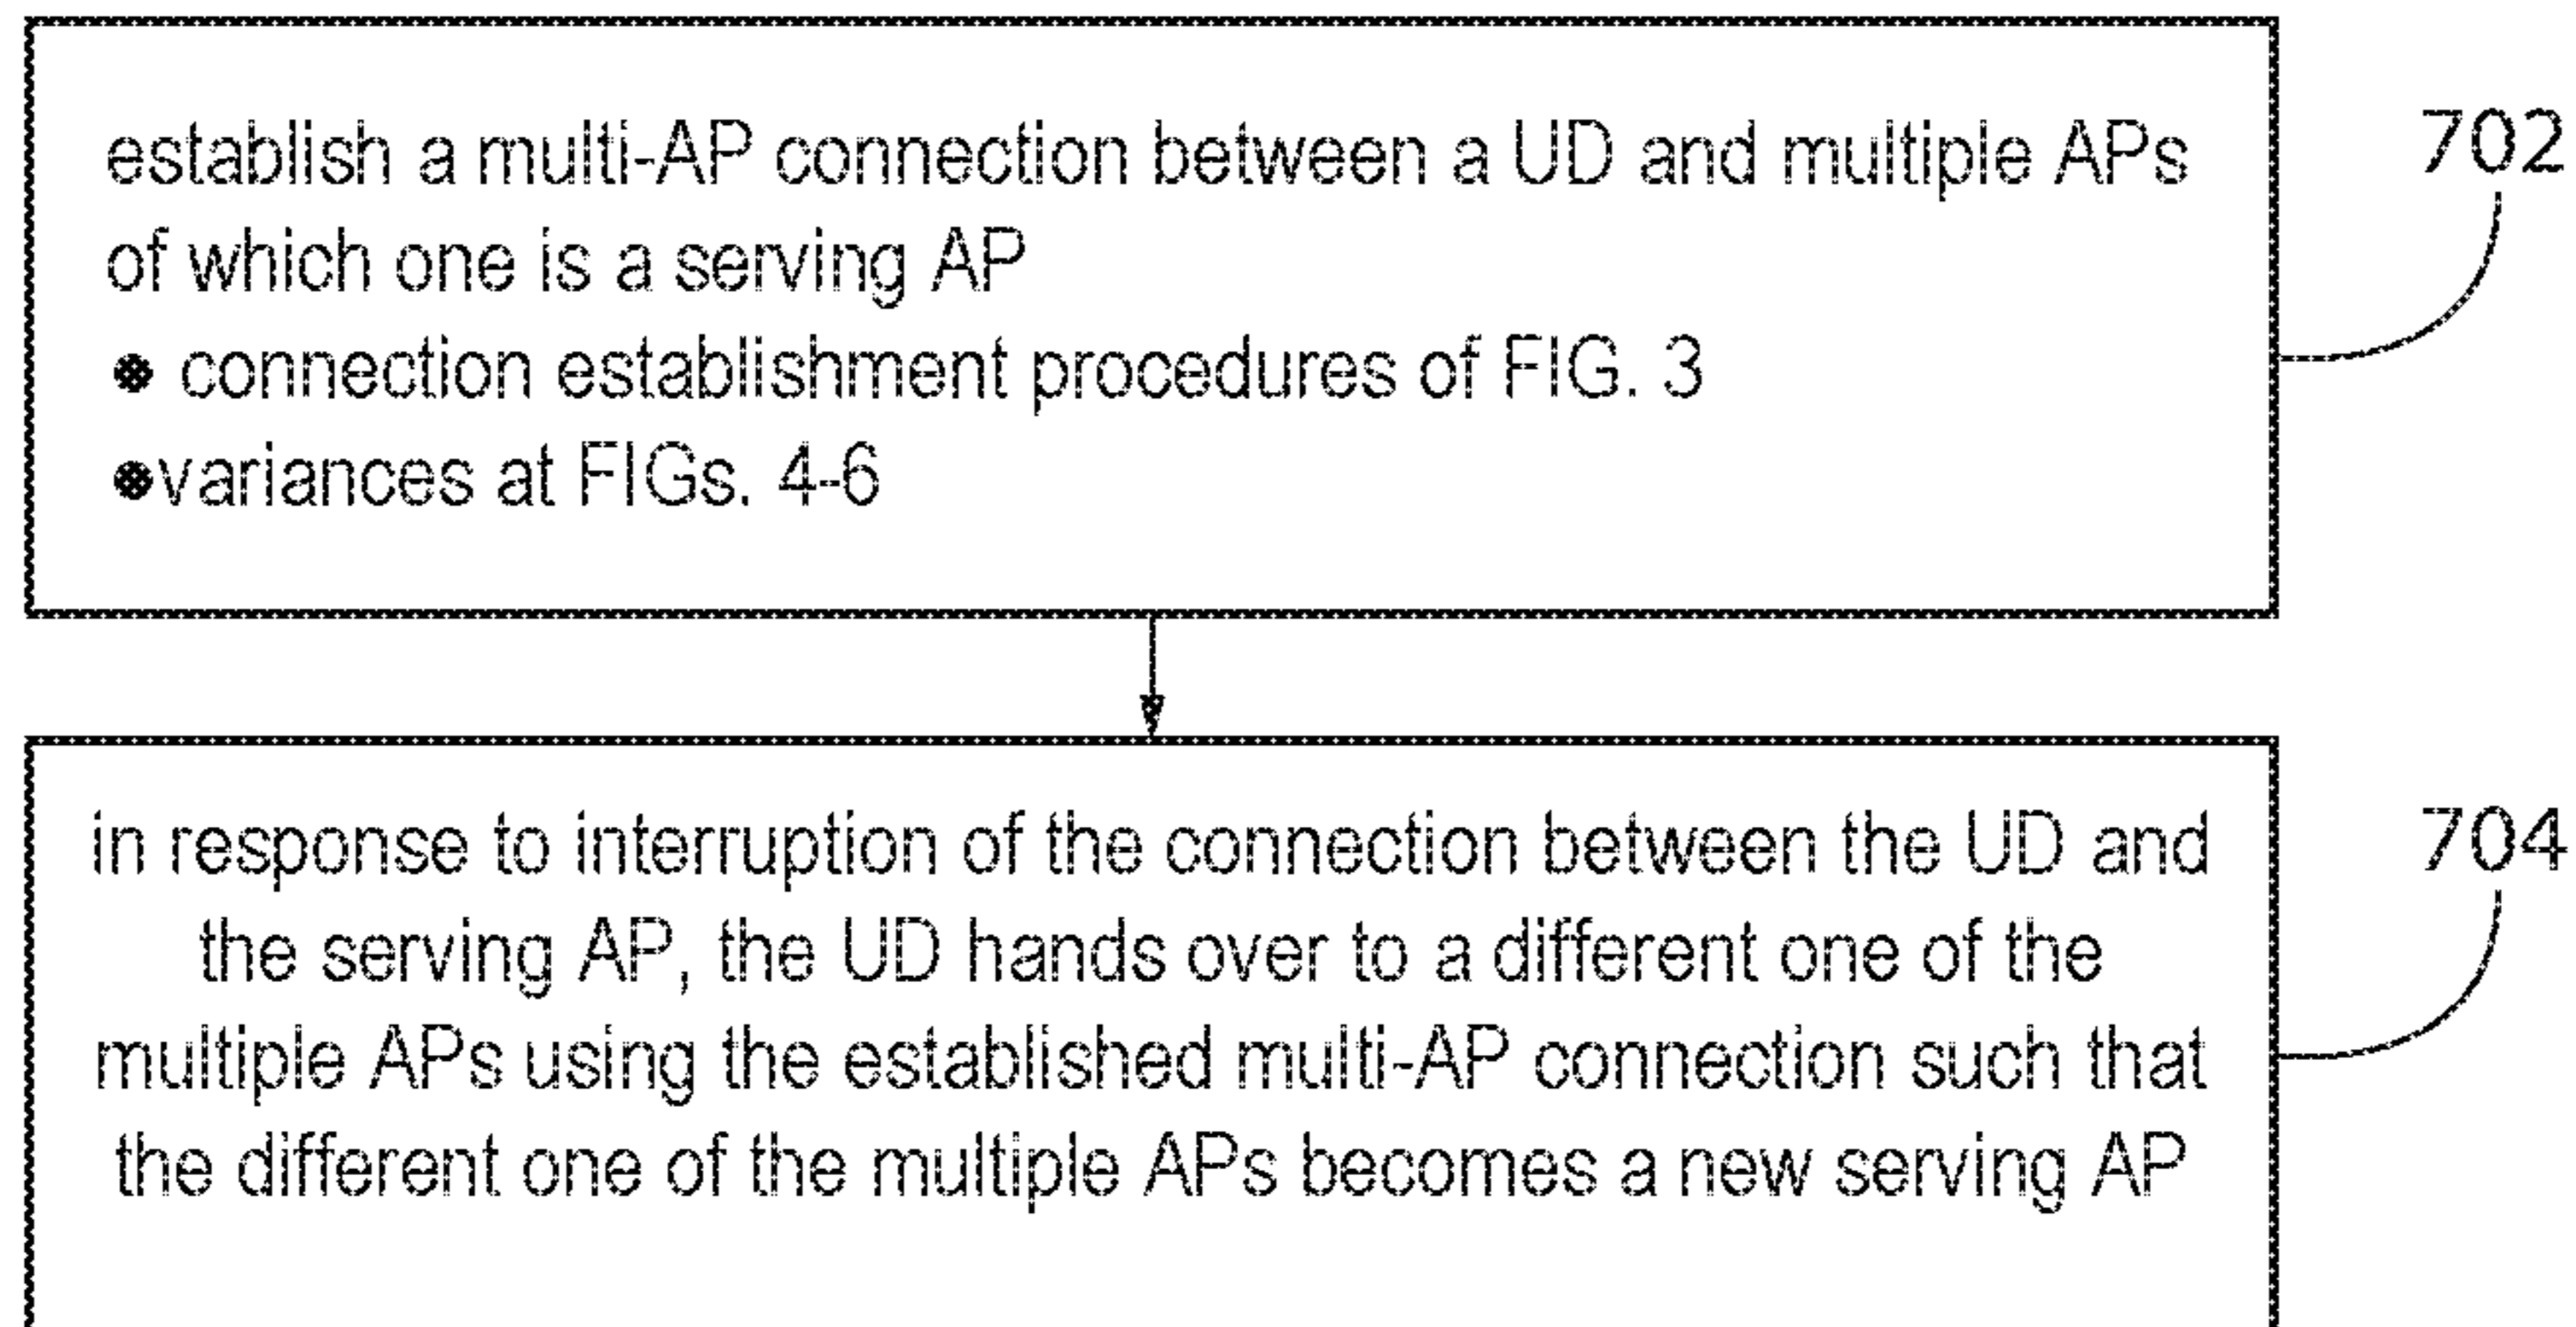 establish a multi-AP connection between a UD and multiple APs
of which one is a serving AP
● connection establishment procedures of FIG. 3
●variances at FIGs. 4-6
702
in response to interruption of the connection between the UD and
the serving AP, the UD hands over to a different one of the
multiple APs using the established multi-AP connection such that
the different one of the multiple APs becomes a new serving AP
704